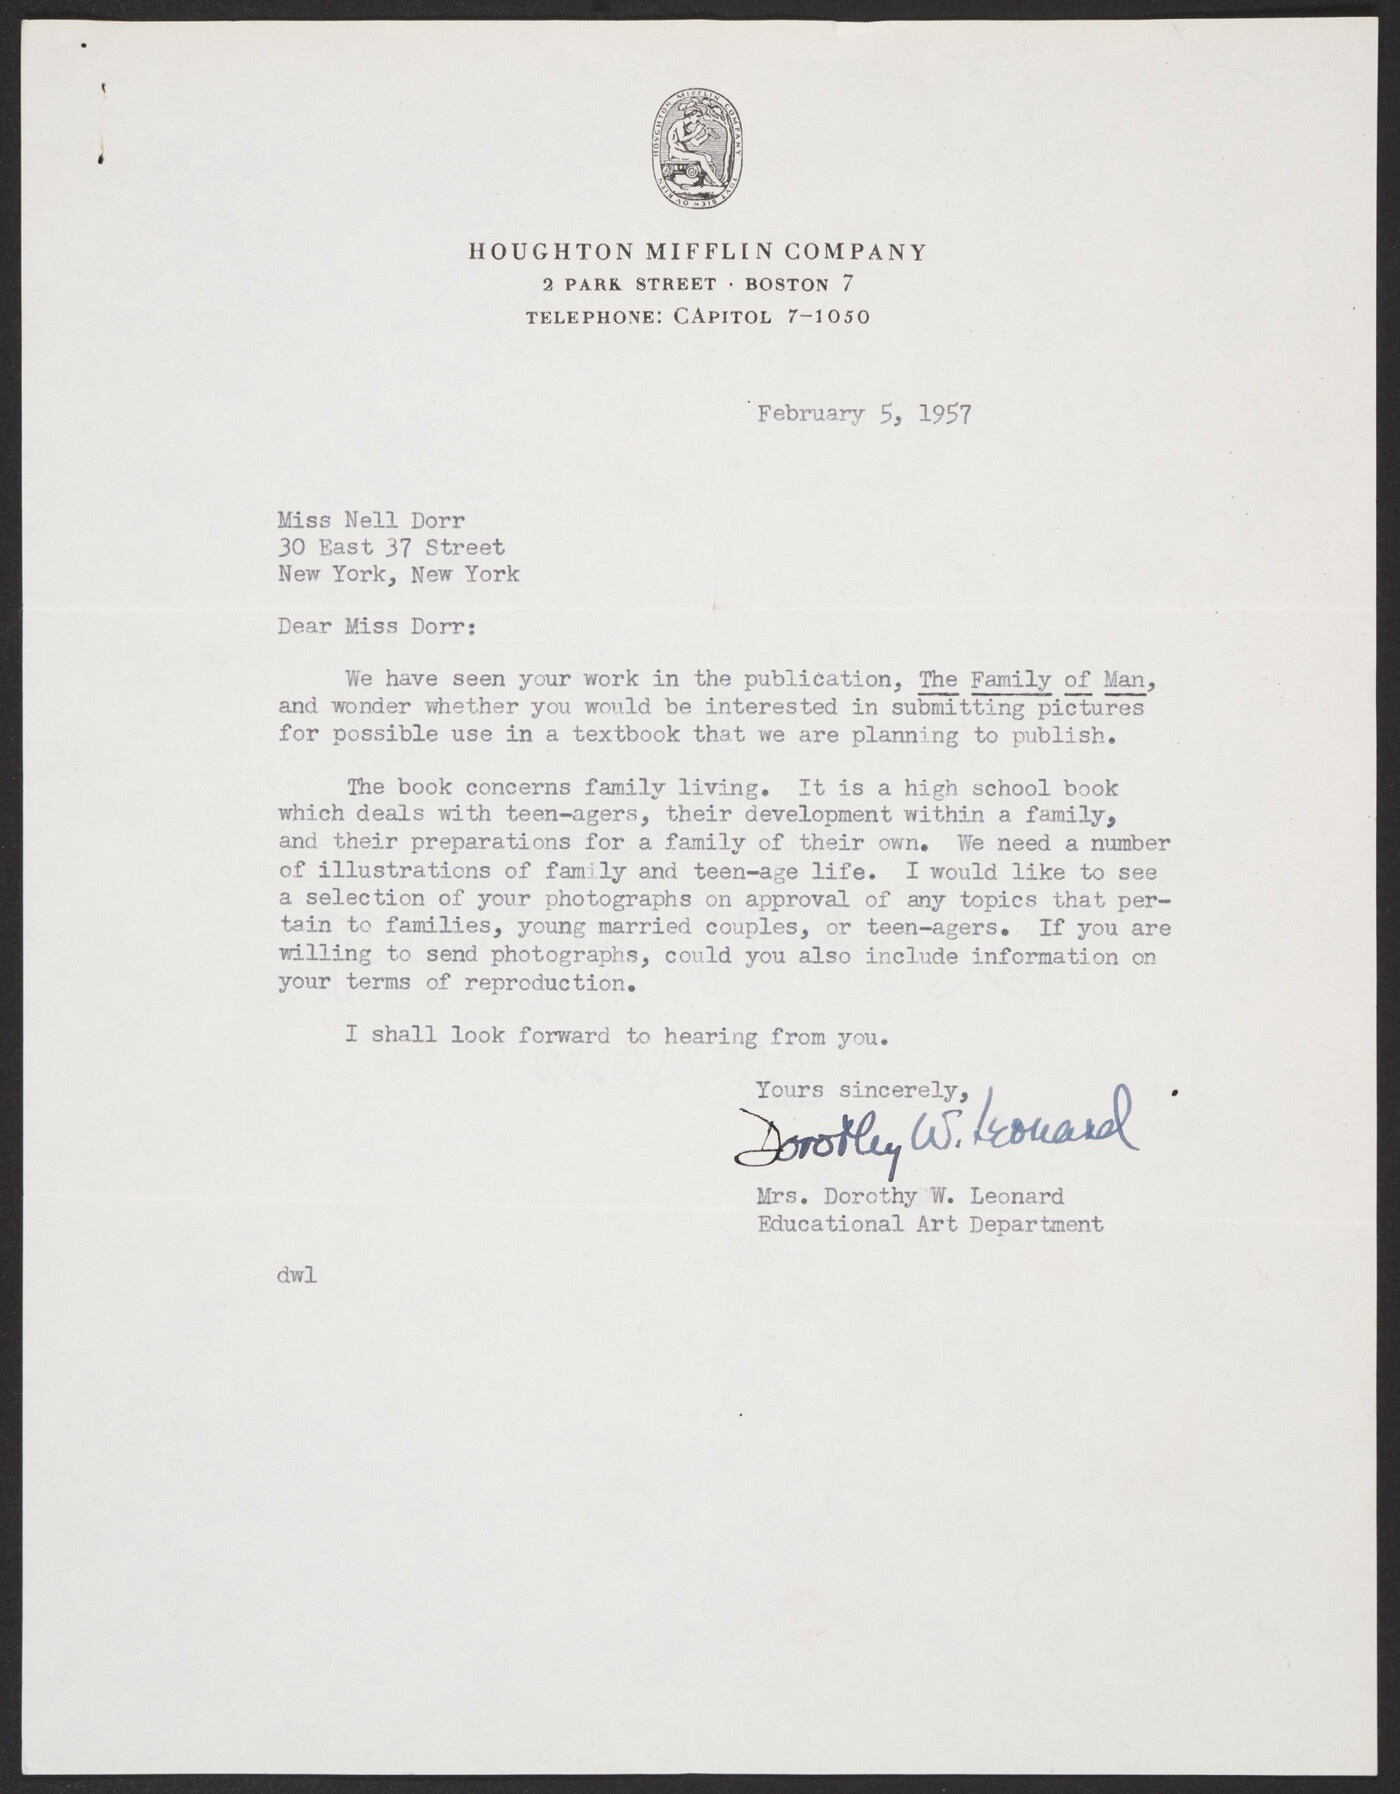 HOUGHTON MIFFLIN COMPANY
TOVT BIEN OV RIEN
HOUGHTON MIFFLIN COMPANY
2 PARK STREET · BOSTON 7
TELEPHONE: CAPITOL 7-1050
February 5, 1957
Miss Nell Dorr
30 East 37 Street
New York, New York
Dear Miss Dorr:
We have seen your work in the publication, The Family of Man,
and wonder whether you would be interested in submitting pictures
for possible use in a textbook that we are planning to publish.
The book concerns family living. It is a high school book
which deals with teen-agers, their development within a family,
and their preparations for a family of their own. We need a number
of illustrations of family and teen-age life. I would like to see
a selection of your photographs on approval of any topics that per-
tain to families, young married couples, or teen-agers. If you are
willing to send photographs, could you also include information on
your terms of reproduction.
I shall look forward to hearing from you.
Yours sincerely,
Dorothy W. Leonard
Mrs. Dorothy W. Leonard
Educational Art Department
dwl